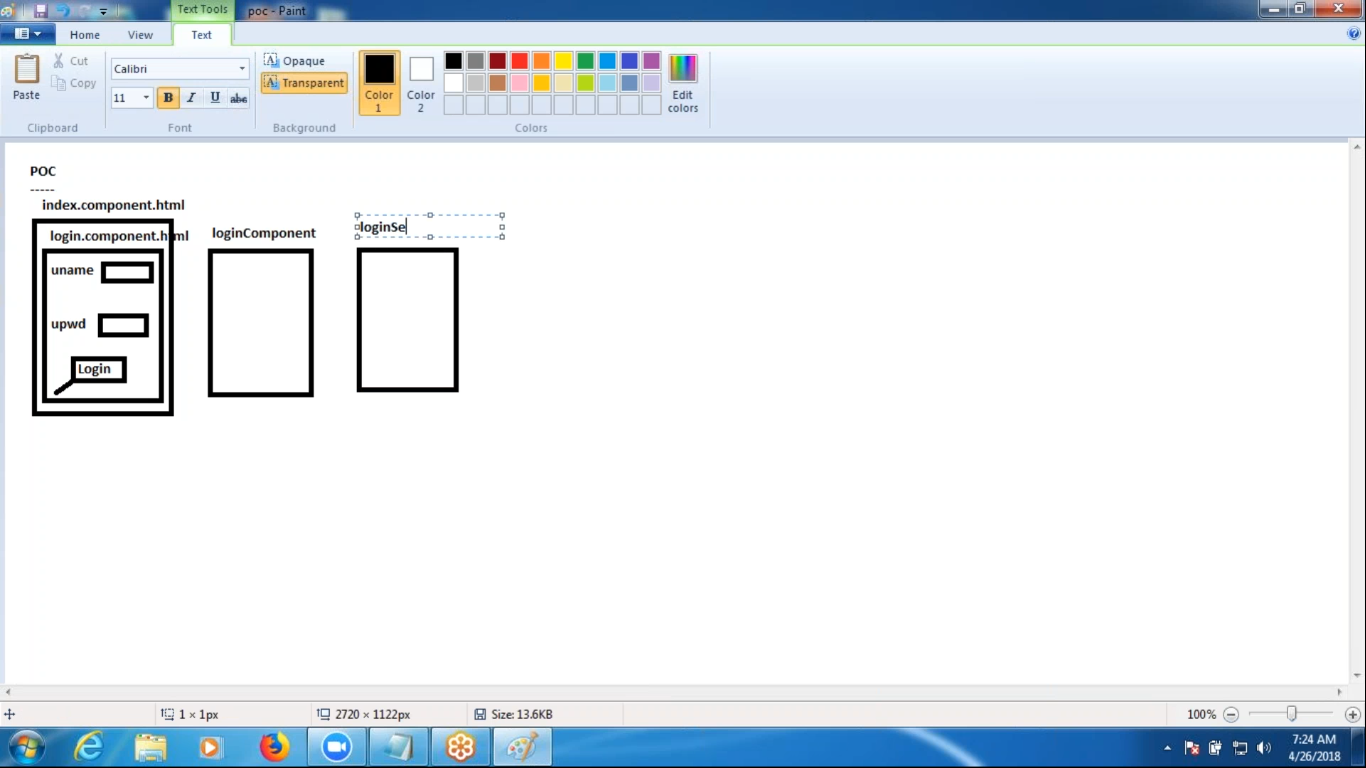 Text Tools
poc - Paint
Home
View
Text
Paste
Cut
Copy
Clipboard
Calibri
11
B I U abc
Font
Opaque
Transparent
Background
Color 1
Color 2
Edit colors
Colors
POC
-----
index.component.html
login.component.html
loginComponent
loginSe
uname
upwd
Login
1 × 1px
2720 × 1122px
Size: 13.6KB
100%
7:24 AM
4/26/2018